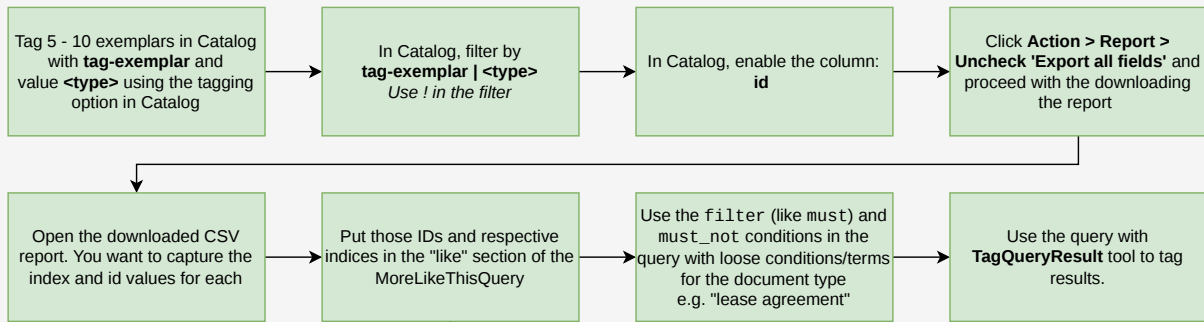 Tag 5 - 10 exemplars in Catalog
with tag-exemplar and
value <type> using the tagging
option in Catalog
In Catalog, filter by
tag-exemplar | <type>
Use ! in the filter
In Catalog, enable the column:
id
Click Action > Report >
Uncheck 'Export all fields' and
proceed with the downloading
the report
Open the downloaded CSV
report. You want to capture the
index and id values for each
Put those IDs and respective
indices in the "like" section of the
MoreLikeThisQuery
Use the filter (like must) and
must_not conditions in the
query with loose conditions/terms
for the document type
e.g. "lease agreement"
Use the query with
TagQueryResult tool to tag
results.